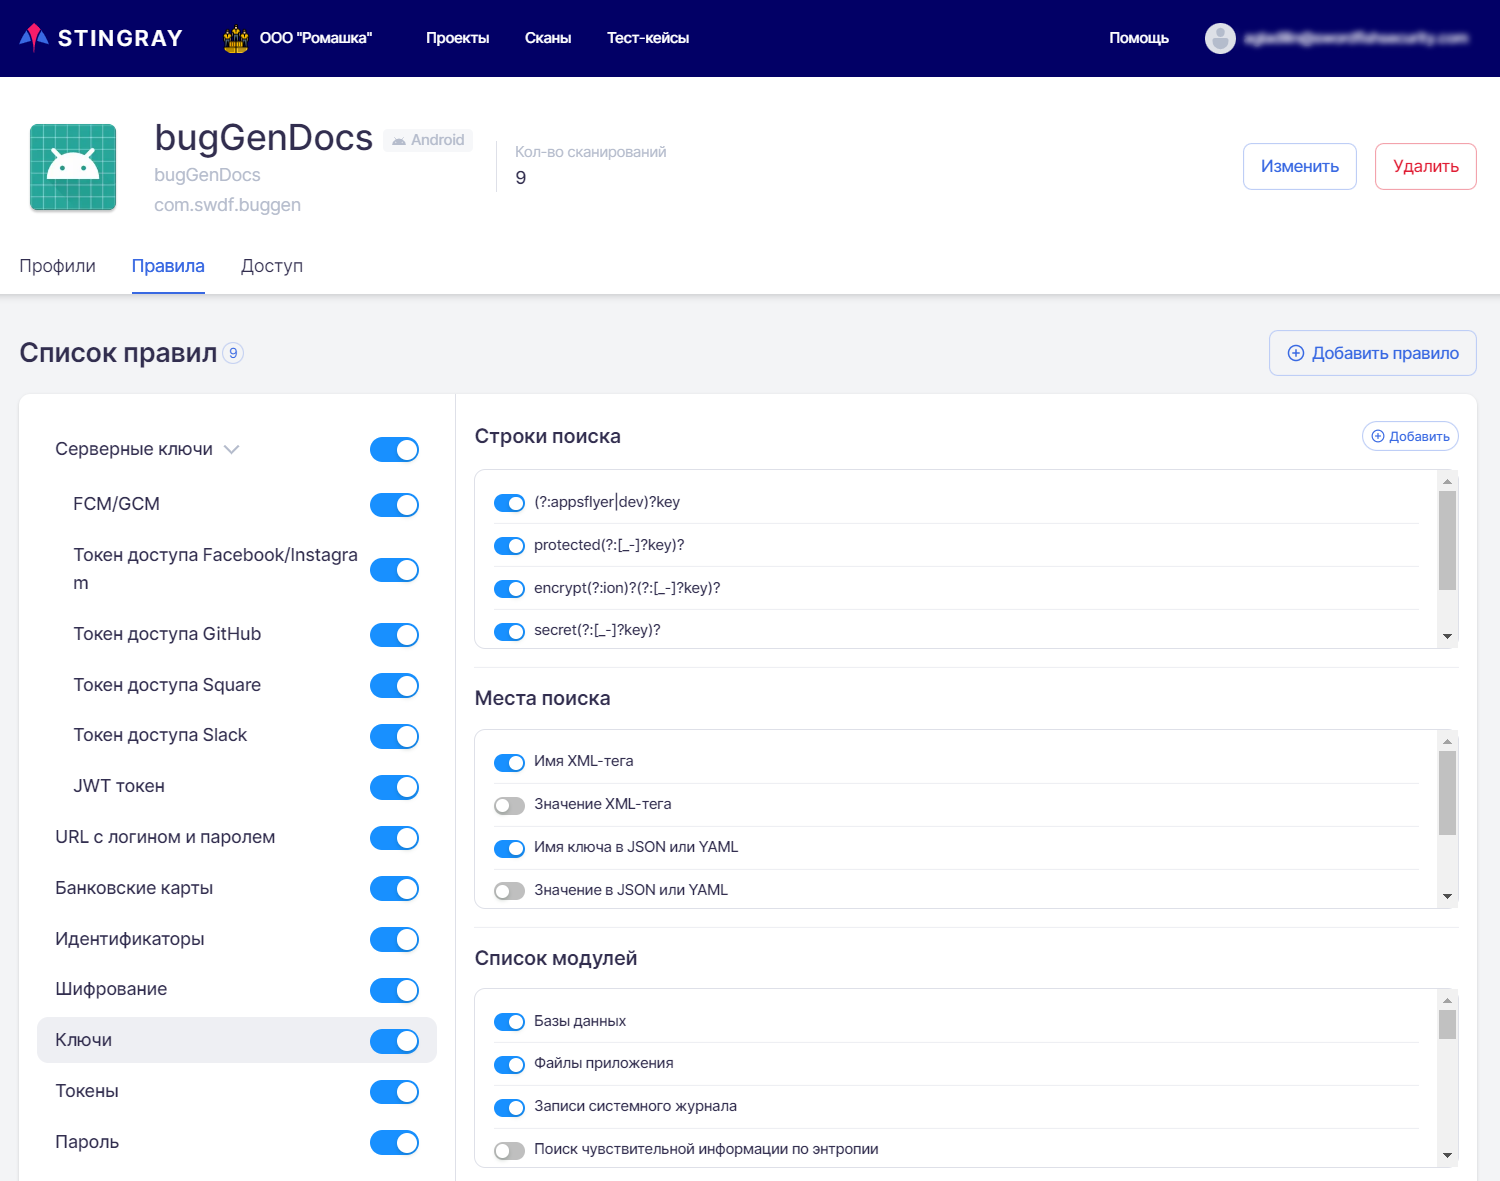 STINGRAY
ООО "Ромашка"
Проекты
Сканы
Тест-кейсы
Помощь
bugGenDocs
Android
bugGenDocs
com.swdf.buggen
Кол-во сканирований
9
Изменить
Удалить
Профили
Правила
Доступ
Список правил 9
Добавить правило
Серверные ключи
FCM/GCM
Токен доступа Facebook/Instagra
m
Токен доступа GitHub
Токен доступа Square
Токен доступа Slack
JWT токен
URL с логином и паролем
Банковские карты
Идентификаторы
Шифрование
Ключи
Токены
Пароль
Строки поиска
Добавить
(?:appsflyer|dev)?key
protected(?:[_-]?key)?
encrypt(?:ion)?(?:[_-]?key)?
secret(?:[_-]?key)?
Места поиска
Имя XML-тега
Значение XML-тега
Имя ключа в JSON или YAML
Значение в JSON или YAML
Список модулей
Базы данных
Файлы приложения
Записи системного журнала
Поиск чувствительной информации по энтропии